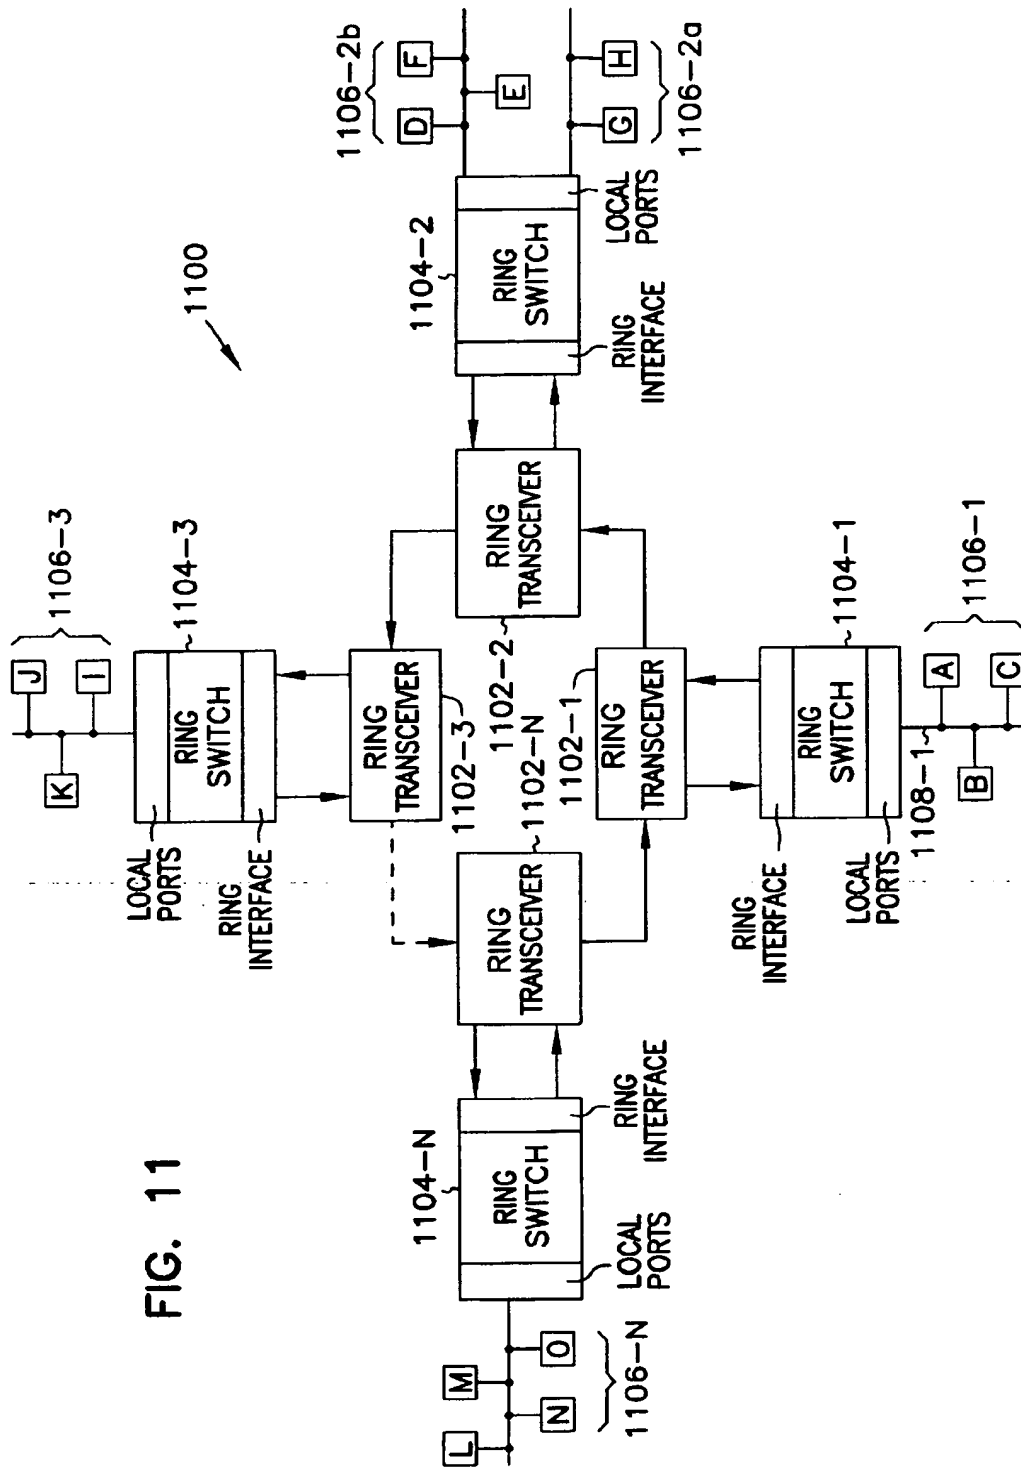 FIG. 11
1100
J
I
K
1106-3
LOCAL
PORTS
RING
SWITCH
1104-3
RING
INTERFACE
RING
TRANSCEIVER
1102-3
L
M
N
O
1106-N
1104-N
RING
SWITCH
LOCAL
PORTS
RING
INTERFACE
RING
TRANSCEIVER
1102-N
RING
TRANSCEIVER
1102-2
1104-2
RING
SWITCH
RING
INTERFACE
LOCAL
PORTS
1106-2b
D
F
E
G
H
1106-2a
1102-1
RING
TRANSCEIVER
RING
INTERFACE
RING
SWITCH
1104-1
LOCAL
PORTS
1108-1
A
B
C
1106-1